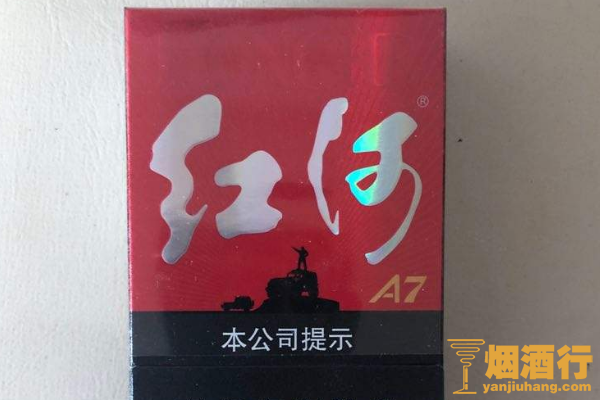 红河®
A7
本公司提示
烟酒行
yanjiuhang.com